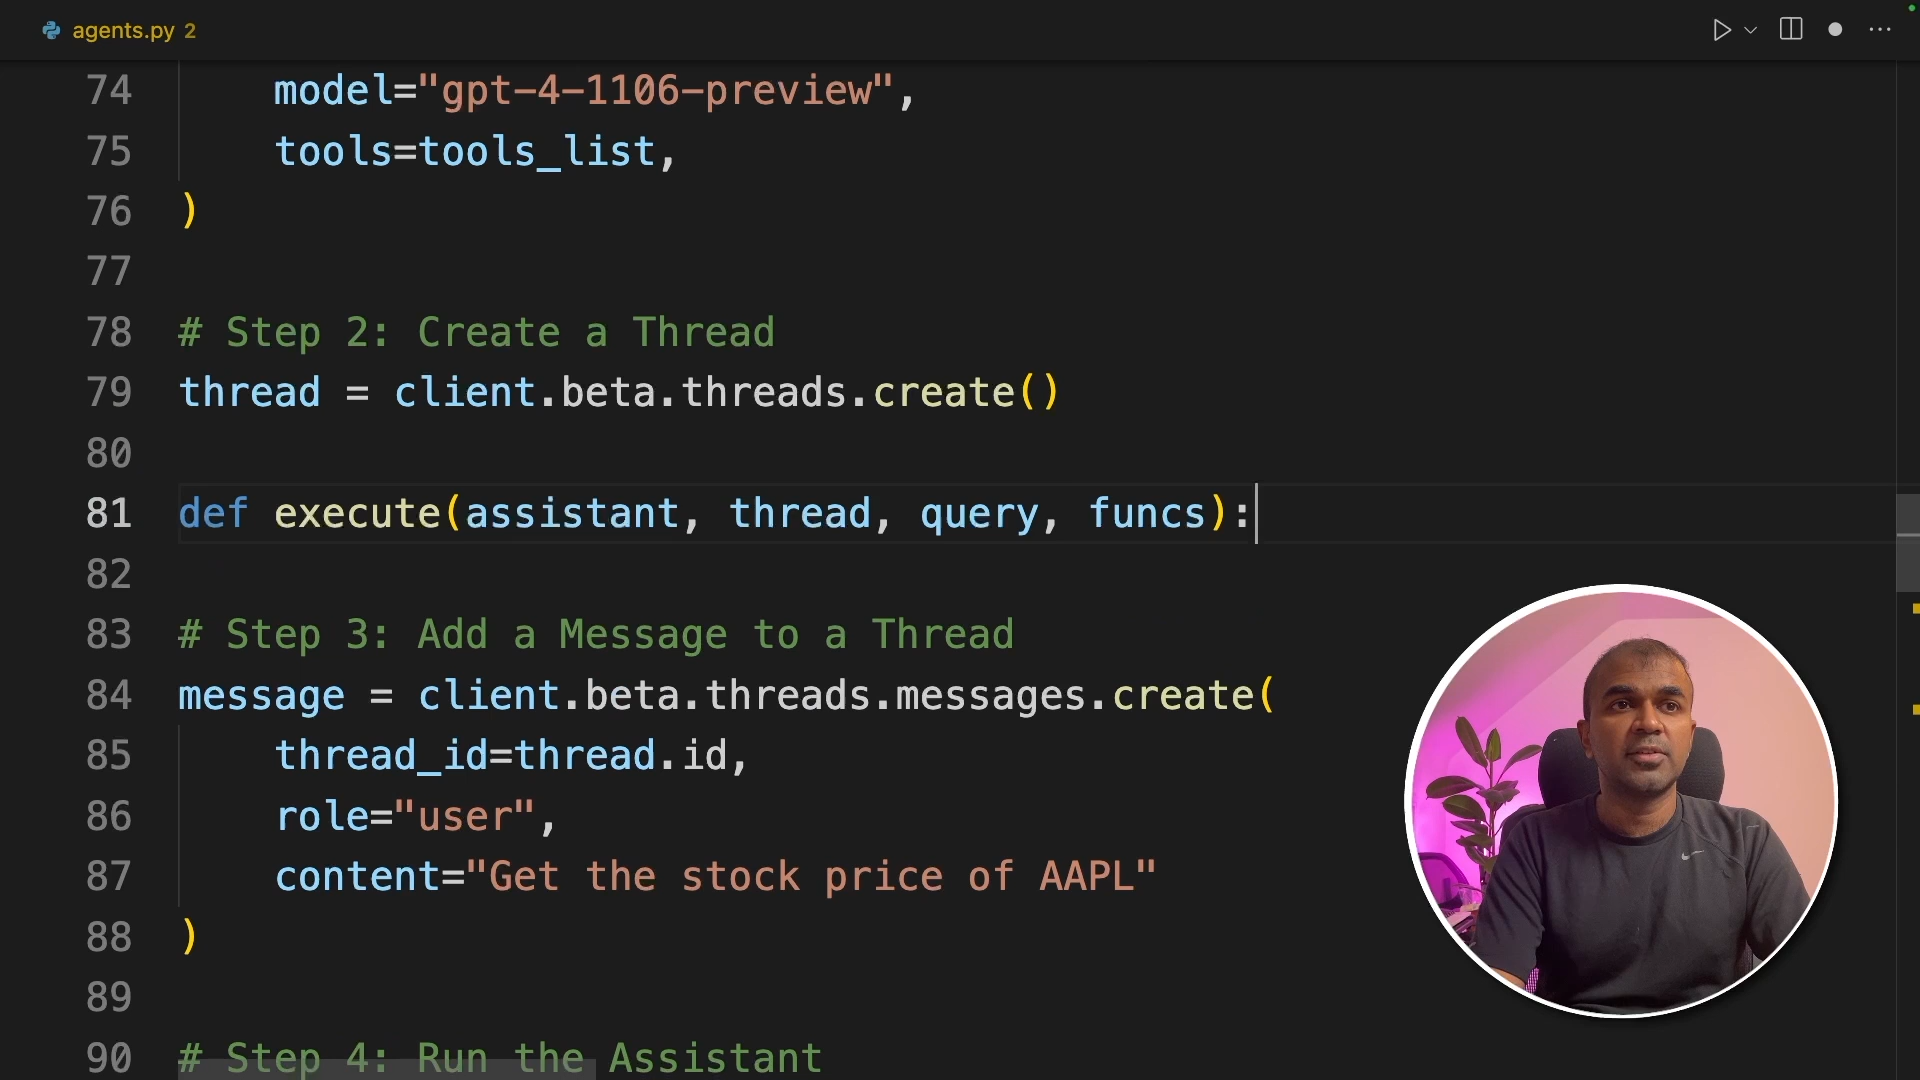 agents.py 2
74 model="gpt-4-1106-preview",
75 tools=tools_list,
76 )
77
78 # Step 2: Create a Thread
79 thread = client.beta.threads.create()
80
81 def execute(assistant, thread, query, funcs):
82
83 # Step 3: Add a Message to a Thread
84 message = client.beta.threads.messages.create(
85 thread_id=thread.id,
86 role="user",
87 content="Get the stock price of AAPL"
88 )
89
90 # Step 4: Run the Assistant